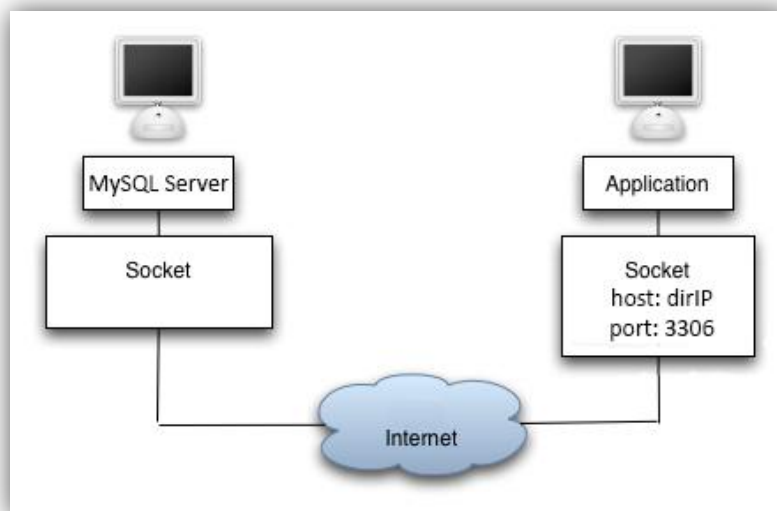 MySQL Server
Application
Socket
Socket
host: dirIP
port: 3306
Internet